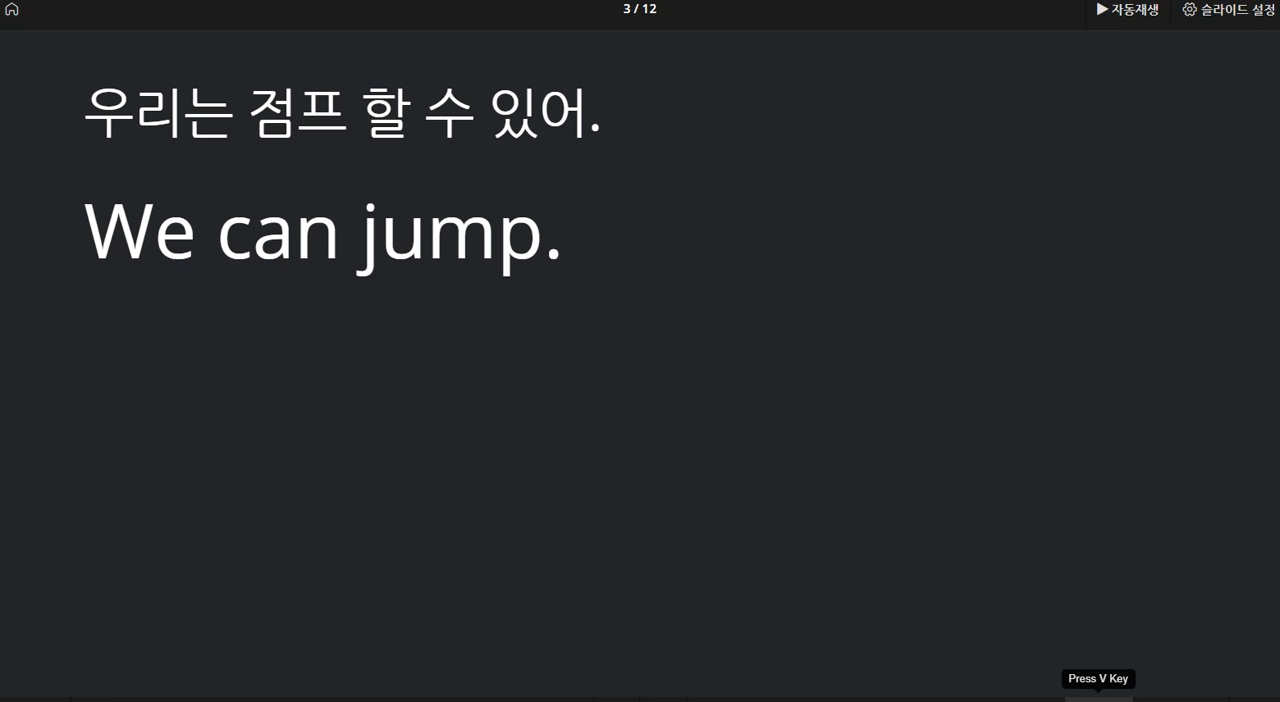 3 / 12
▶ 자동재생
슬라이드 설정
우리는 점프 할 수 있어.
We can jump.
Press V Key